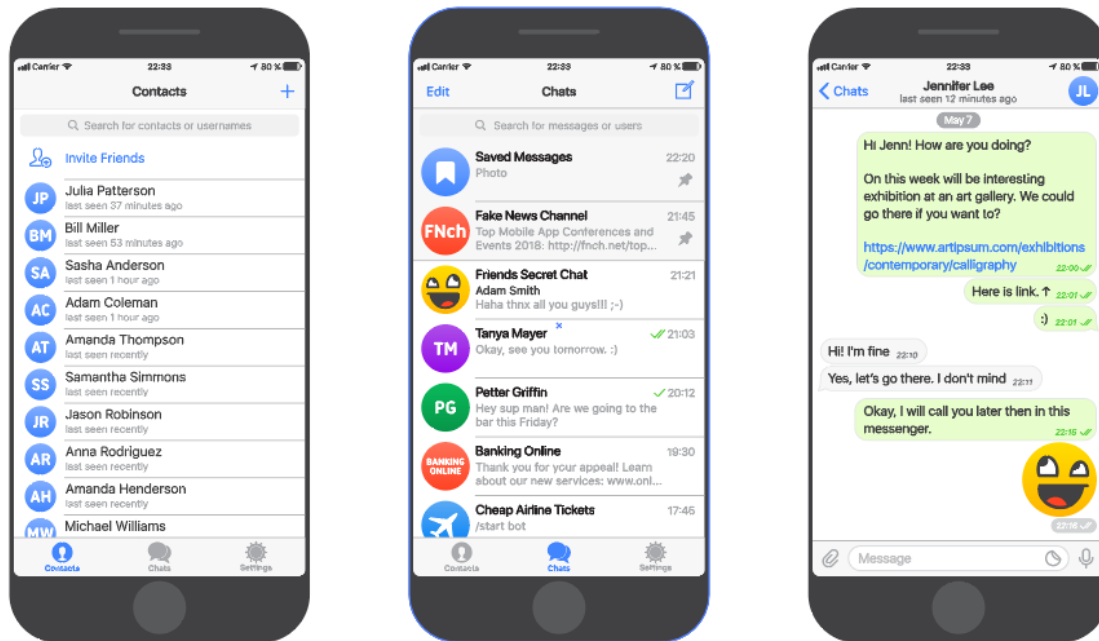 Carrier 22:33 80 %
Contacts
Search for contacts or usernames
Invite Friends
JP Julia Patterson
last seen 37 minutes ago
BM Bill Miller
last seen 53 minutes ago
SA Sasha Anderson
last seen 1 hour ago
AC Adam Coleman
last seen 1 hour ago
AT Amanda Thompson
last seen recently
SS Samantha Simmons
last seen recently
JR Jason Robinson
last seen recently
AR Anna Rodriguez
last seen recently
AH Amanda Henderson
last seen recently
MW Michael Williams
Contacts Chats Settings
Carrier 22:33 80 %
Edit Chats
Search for messages or users
Saved Messages 22:20
Photo
FNch Fake News Channel 21:45
Top Mobile App Conferences and
Events 2018: http://fnch.net/top...
Friends Secret Chat 21:21
Adam Smith
Haha thnx all you guys!!! ;-)
TM Tanya Mayer 21:03
Okay, see you tomorrow. :)
PG Petter Griffin 20:12
Hey sup man! Are we going to the
bar this Friday?
BANKING ONLINE Banking Online 19:30
Thank you for your appeal! Learn
about our new services: www.onl...
Cheap Airline Tickets 17:45
/start bot
Contacts Chats Settings
Carrier 22:33 80 %
Chats Jennifer Lee JL
last seen 12 minutes ago
May 7
Hi Jenn! How are you doing?
On this week will be interesting
exhibition at an art gallery. We could
go there if you want to?
https://www.artipsum.com/exhibitions
/contemporary/calligraphy 22:00
Here is link. ↑ 22:01
:) 22:01
Hi! I'm fine 22:10
Yes, let's go there. I don't mind 22:11
Okay, I will call you later then in this
messenger. 22:15
22:16
Message